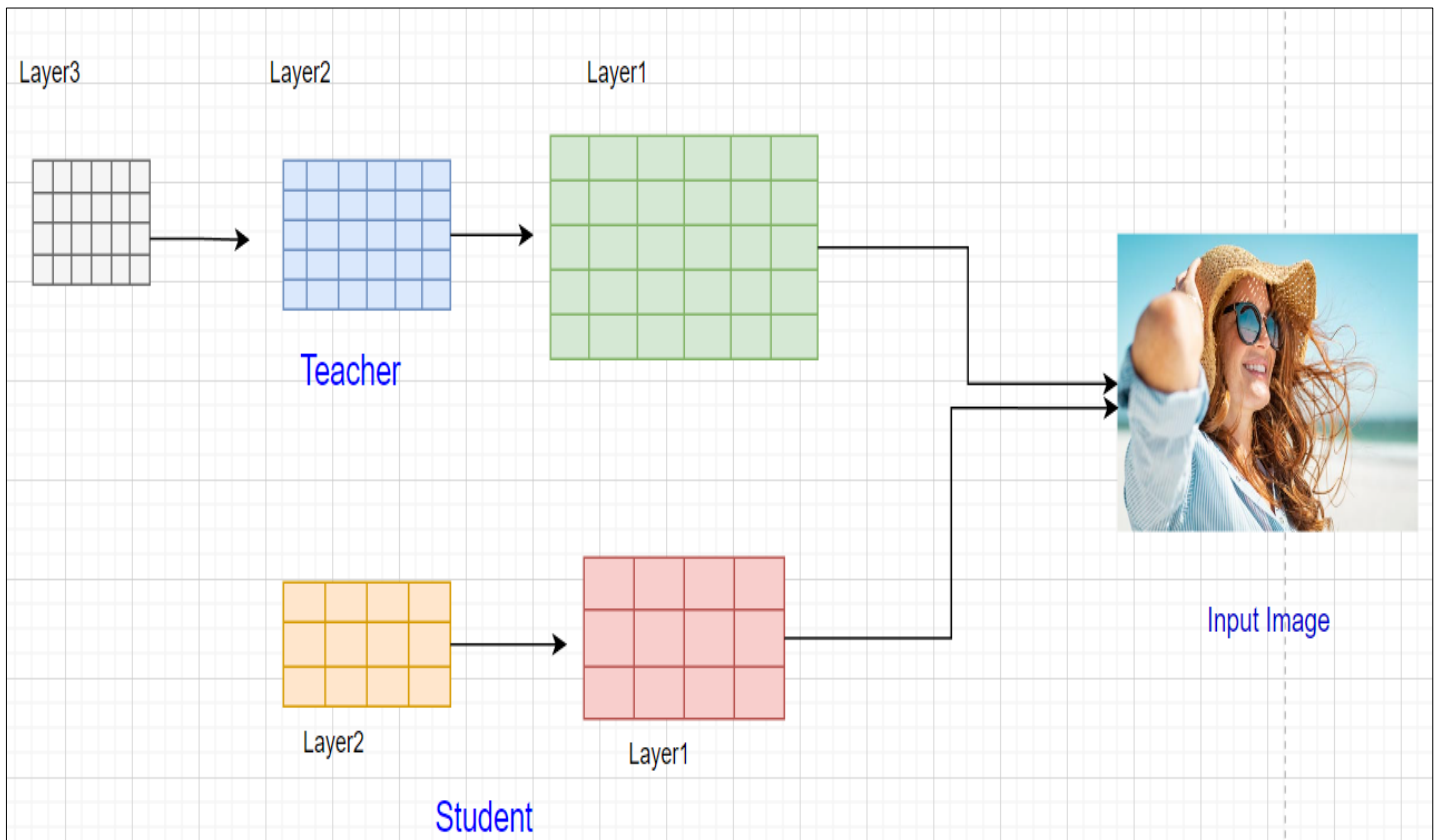 Layer3
Layer2
Layer1
Teacher
Input Image
Layer2
Layer1
Student